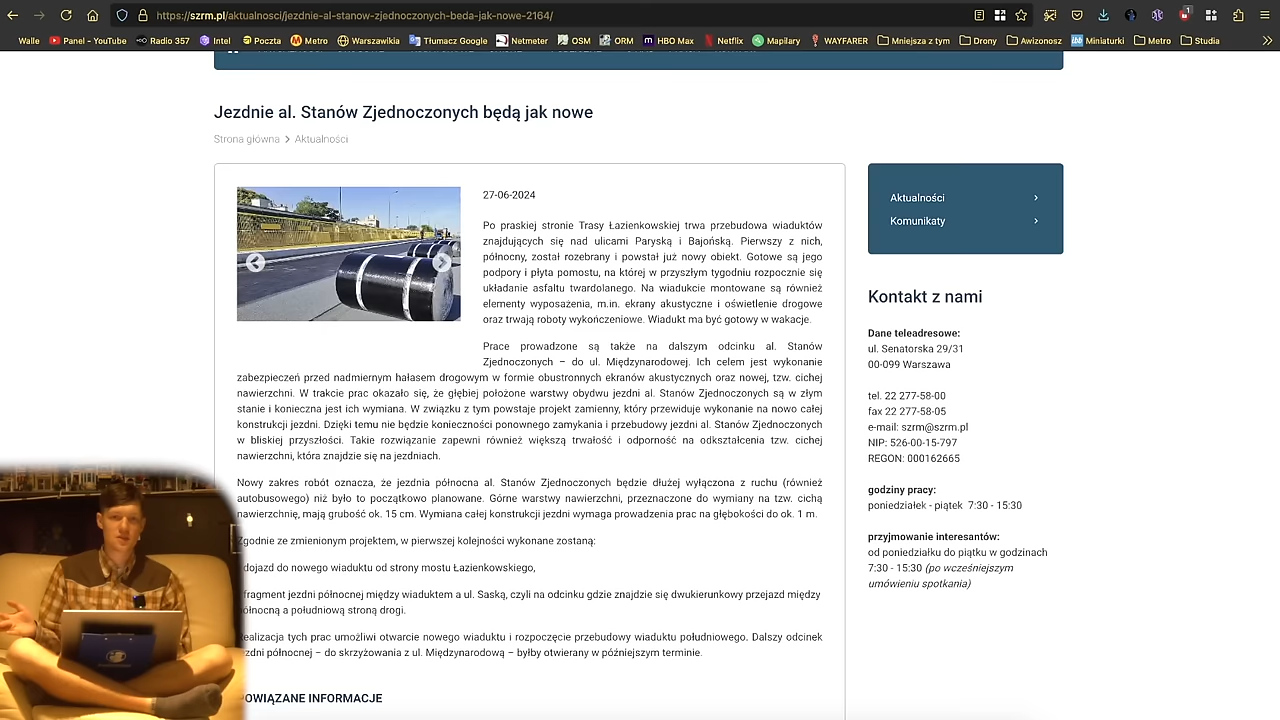 https://szrm.pl/aktualnosci/jezdnie-al-stanow-zjednoczonych-beda-jak-nowe-2164/
Walle Panel - YouTube Radio 357 Intel Poczta Metro Warszawikia Tłumacz Google Netmeter OSM ORM HBO Max Netflix Mapilary WAYFARER Mniejsza z tym Drony Awizonosz Miniaturki Metro Studia
Jezdnie al. Stanów Zjednoczonych będą jak nowe
Strona główna > Aktualności
27-06-2024
Po praskiej stronie Trasy Łazienkowskiej trwa przebudowa wiaduktów
znajdujących się nad ulicami Paryską i Bajońską. Pierwszy z nich,
północny, został rozebrany i powstał już nowy obiekt. Gotowe są jego
podpory i płyta pomostu, na której w przyszłym tygodniu rozpocznie się
układanie asfaltu twardolanego. Na wiadukcie montowane są również
elementy wyposażenia, m.in. ekrany akustyczne i oświetlenie drogowe
oraz trwają roboty wykończeniowe. Wiadukt ma być gotowy w wakacje.
Prace prowadzone są także na dalszym odcinku al. Stanów
Zjednoczonych – do ul. Międzynarodowej. Ich celem jest wykonanie
zabezpieczeń przed nadmiernym hałasem drogowym w formie obustronnych ekranów akustycznych oraz nowej, tzw. cichej
nawierzchni. W trakcie prac okazało się, że głębiej położone warstwy obydwu jezdni al. Stanów Zjednoczonych są w złym
stanie i konieczna jest ich wymiana. W związku z tym powstaje projekt zamienny, który przewiduje wykonanie na nowo całej
konstrukcji jezdni. Dzięki temu nie będzie konieczności ponownego zamykania i przebudowy jezdni al. Stanów Zjednoczonych
w bliskiej przyszłości. Takie rozwiązanie zapewni również większą trwałość i odporność na odkształcenia tzw. cichej
nawierzchni, która znajdzie się na jezdniach.
Nowy zakres robót oznacza, że jezdnia północna al. Stanów Zjednoczonych będzie dłużej wyłączona z ruchu (również
autobusowego) niż było to początkowo planowane. Górne warstwy nawierzchni, przeznaczone do wymiany na tzw. cichą
nawierzchnię, mają grubość ok. 15 cm. Wymiana całej konstrukcji jezdni wymaga prowadzenia prac na głębokości do ok. 1 m.
Zgodnie ze zmienionym projektem, w pierwszej kolejności wykonane zostaną:
dojazd do nowego wiaduktu od strony mostu Łazienkowskiego,
fragment jezdni północnej między wiaduktem a ul. Saską, czyli na odcinku gdzie znajdzie się dwukierunkowy przejazd między
północną a południową stroną drogi.
Realizacja tych prac umożliwi otwarcie nowego wiaduktu i rozpoczęcie przebudowy wiaduktu południowego. Dalszy odcinek
jezdni północnej – do skrzyżowania z ul. Międzynarodową – byłby otwierany w późniejszym terminie.
POWIĄZANE INFORMACJE
Aktualności
Komunikaty
Kontakt z nami
Dane teleadresowe:
ul. Senatorska 29/31
00-099 Warszawa
tel. 22 277-58-00
fax 22 277-58-05
e-mail: szrm@szrm.pl
NIP: 526-00-15-797
REGON: 000162665
godziny pracy:
poniedziałek - piątek 7:30 - 15:30
przyjmowanie interesantów:
od poniedziałku do piątku w godzinach
7:30 - 15:30 (po wcześniejszym
umówieniu spotkania)